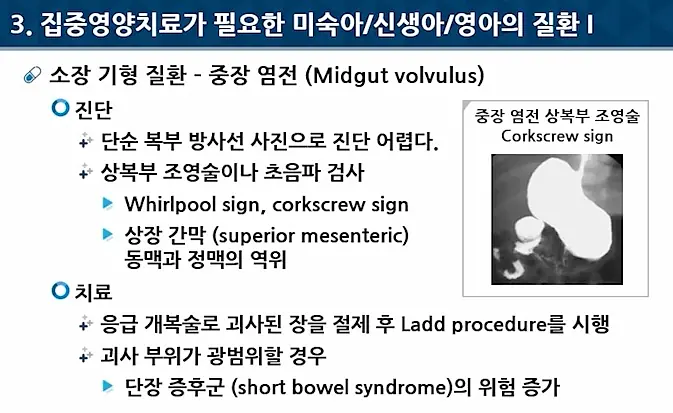 3. 집중영양치료가 필요한 미숙아/신생아/영아의 질환 I
소장 기형 질환 - 중장 염전 (Midgut volvulus)
진단
단순 복부 방사선 사진으로 진단 어렵다.
상복부 조영술이나 초음파 검사
Whirlpool sign, corkscrew sign
상장 간막 (superior mesenteric)
동맥과 정맥의 역위
중장 염전 상복부 조영술
Corkscrew sign
치료
응급 개복술로 괴사된 장을 절제 후 Ladd procedure를 시행
괴사 부위가 광범위할 경우
단장 증후군 (short bowel syndrome)의 위험 증가